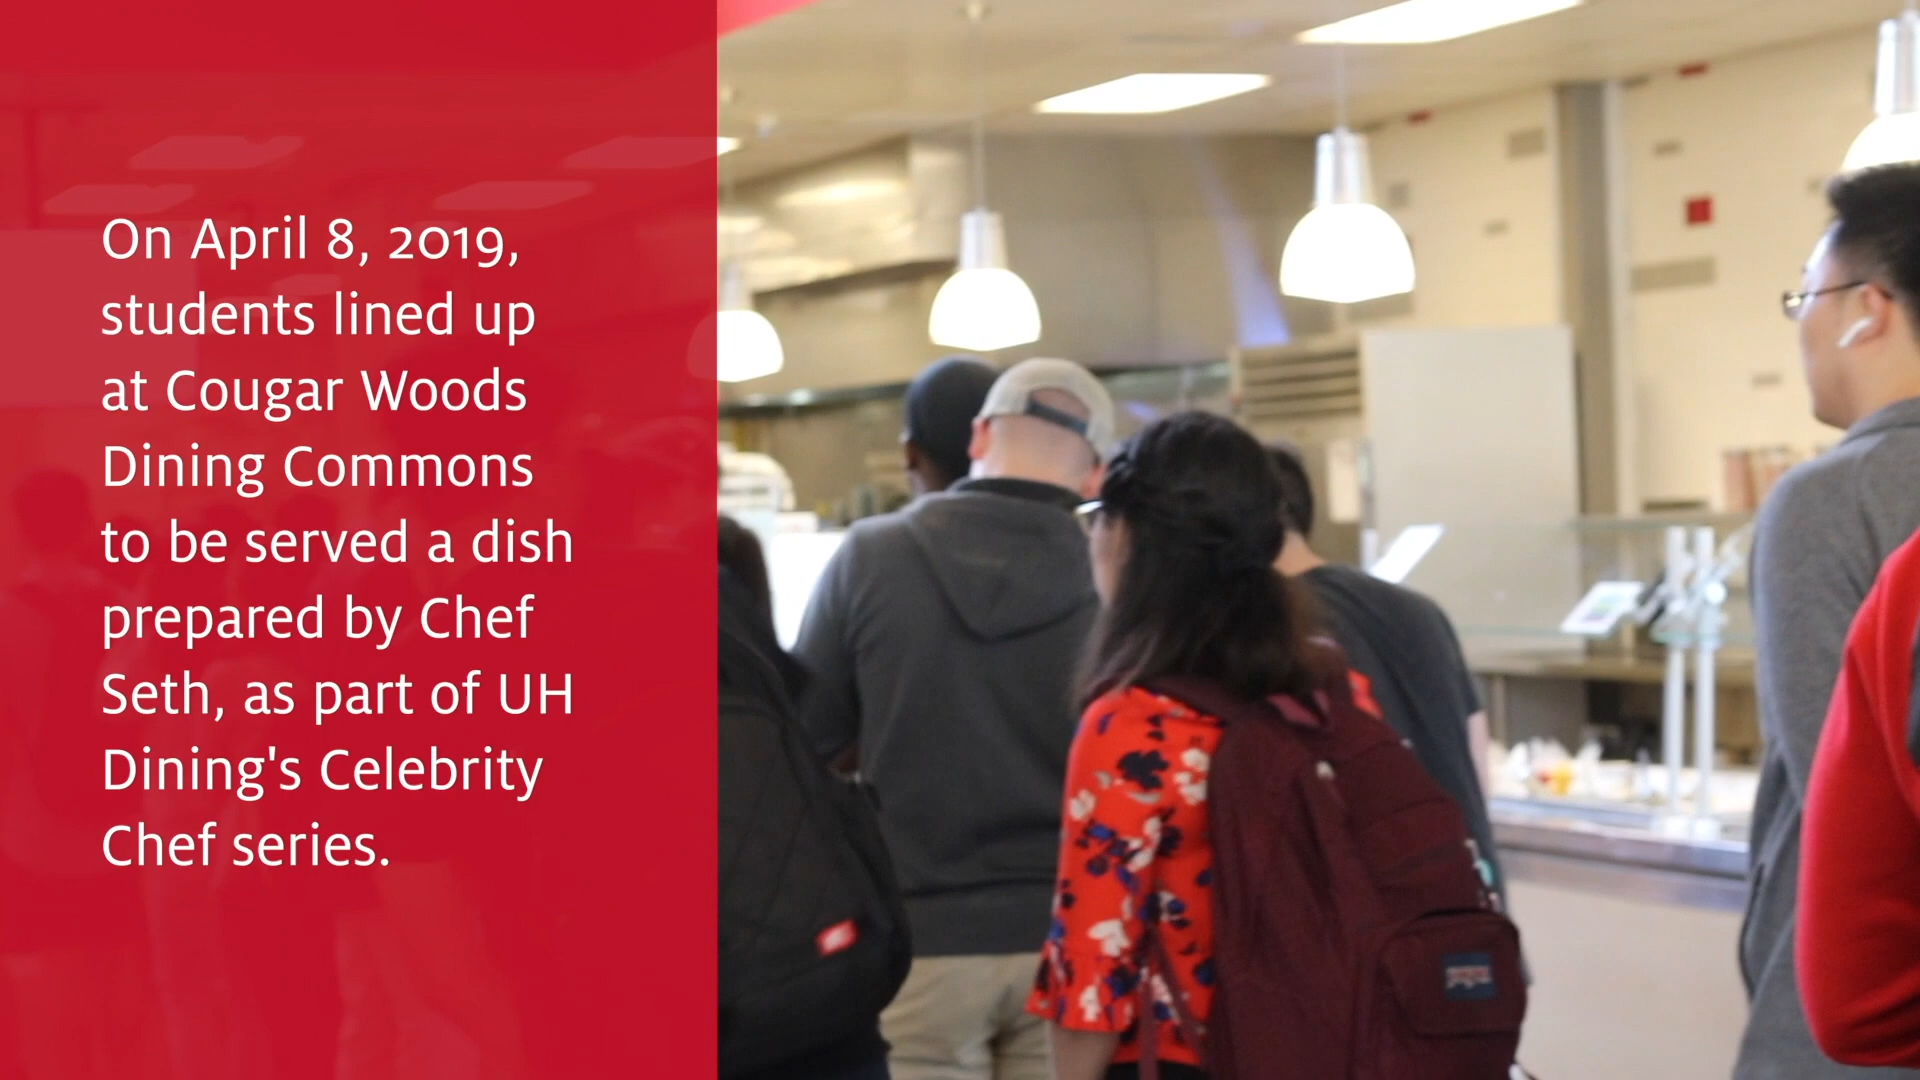 On April 8, 2019,
students lined up
at Cougar Woods
Dining Commons
to be served a dish
prepared by Chef
Seth, as part of UH
Dining's Celebrity
Chef series.